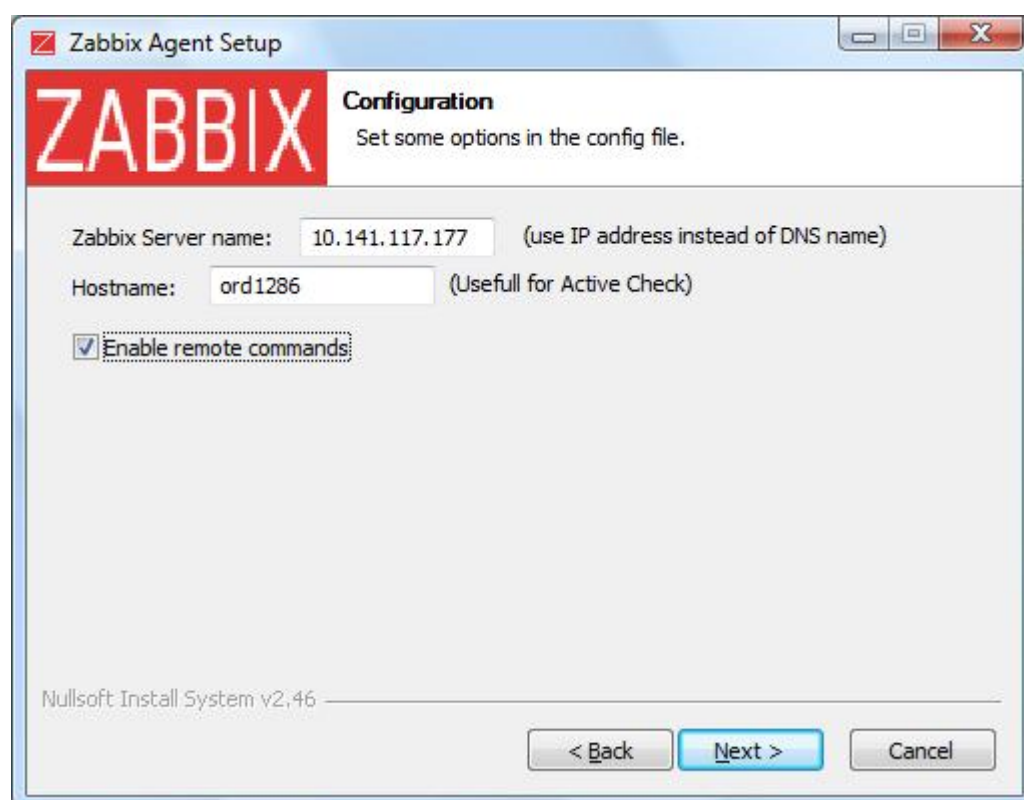 Zabbix Agent Setup
ZABBIX
Configuration
Set some options in the config file.
Zabbix Server name: 10.141.117.177 (use IP address instead of DNS name)
Hostname: ord1286 (Usefull for Active Check)
Enable remote commands
Nullsoft Install System v2.46
< Back Next > Cancel